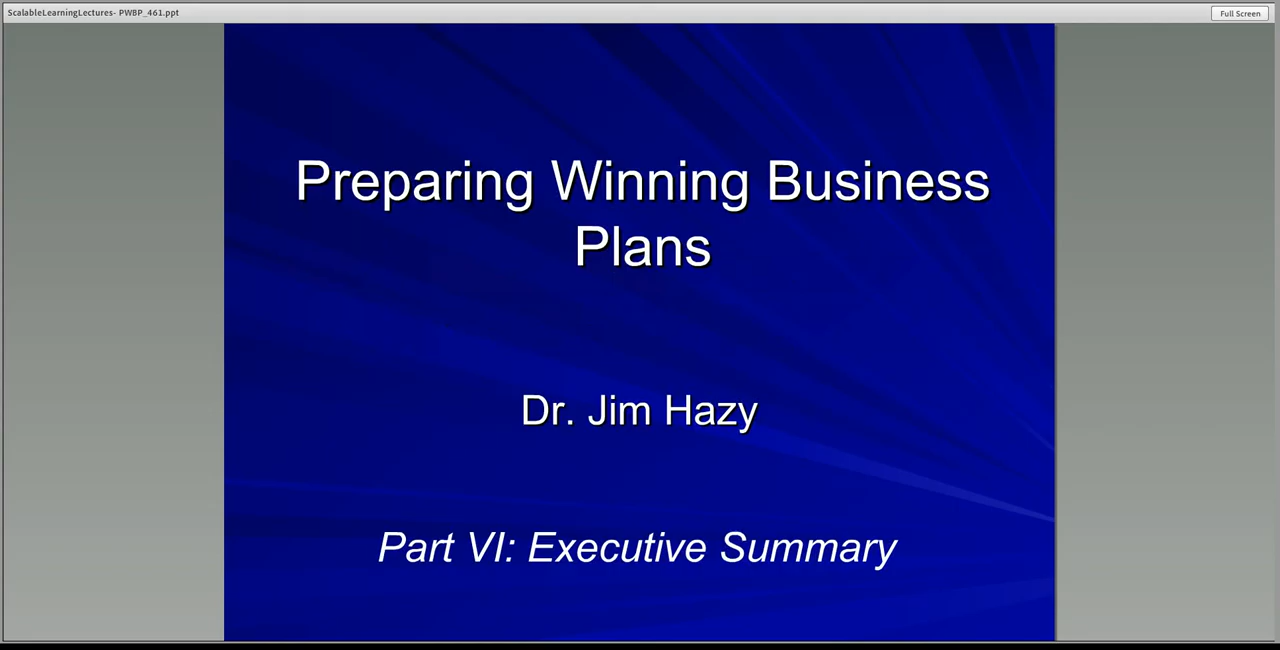 ScalableLearningLectures- PWBP_461.ppt
Full Screen
Preparing Winning Business
Plans
Dr. Jim Hazy
Part VI: Executive Summary